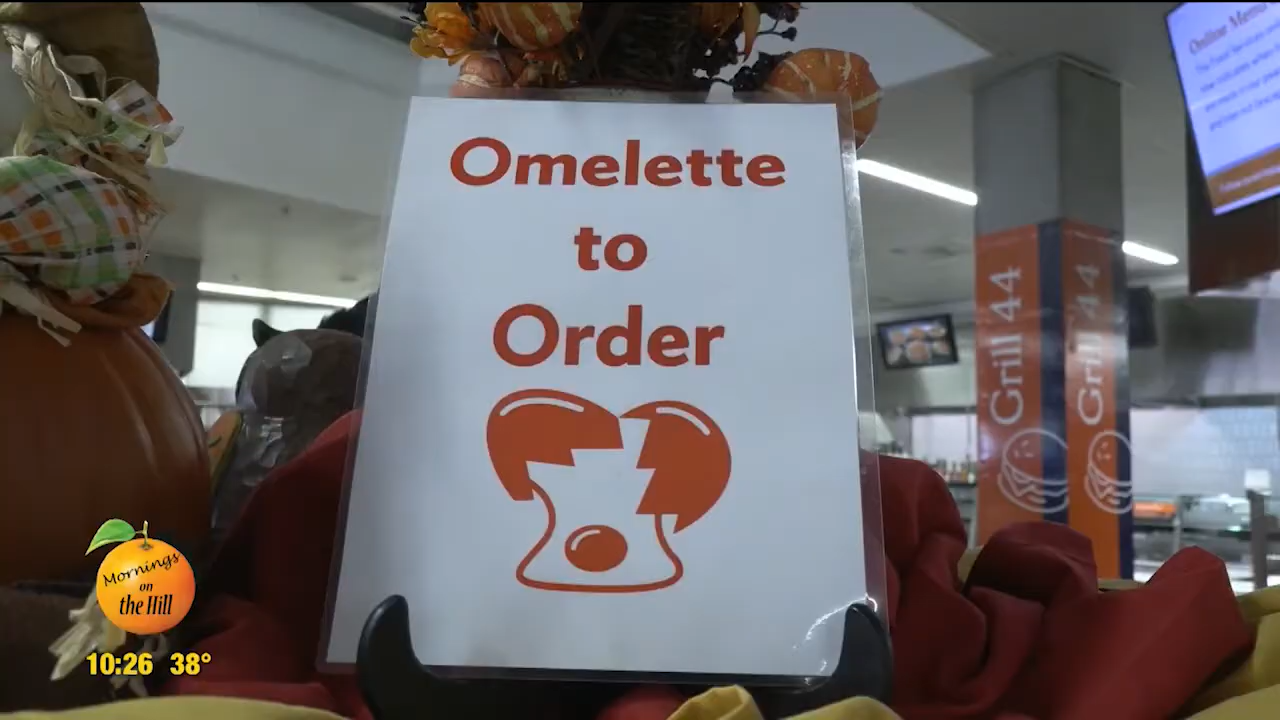 Omelette
to
Order
Grill 44
Grill 44
Online Menu
Mornings
on
the Hill
10:26 38°